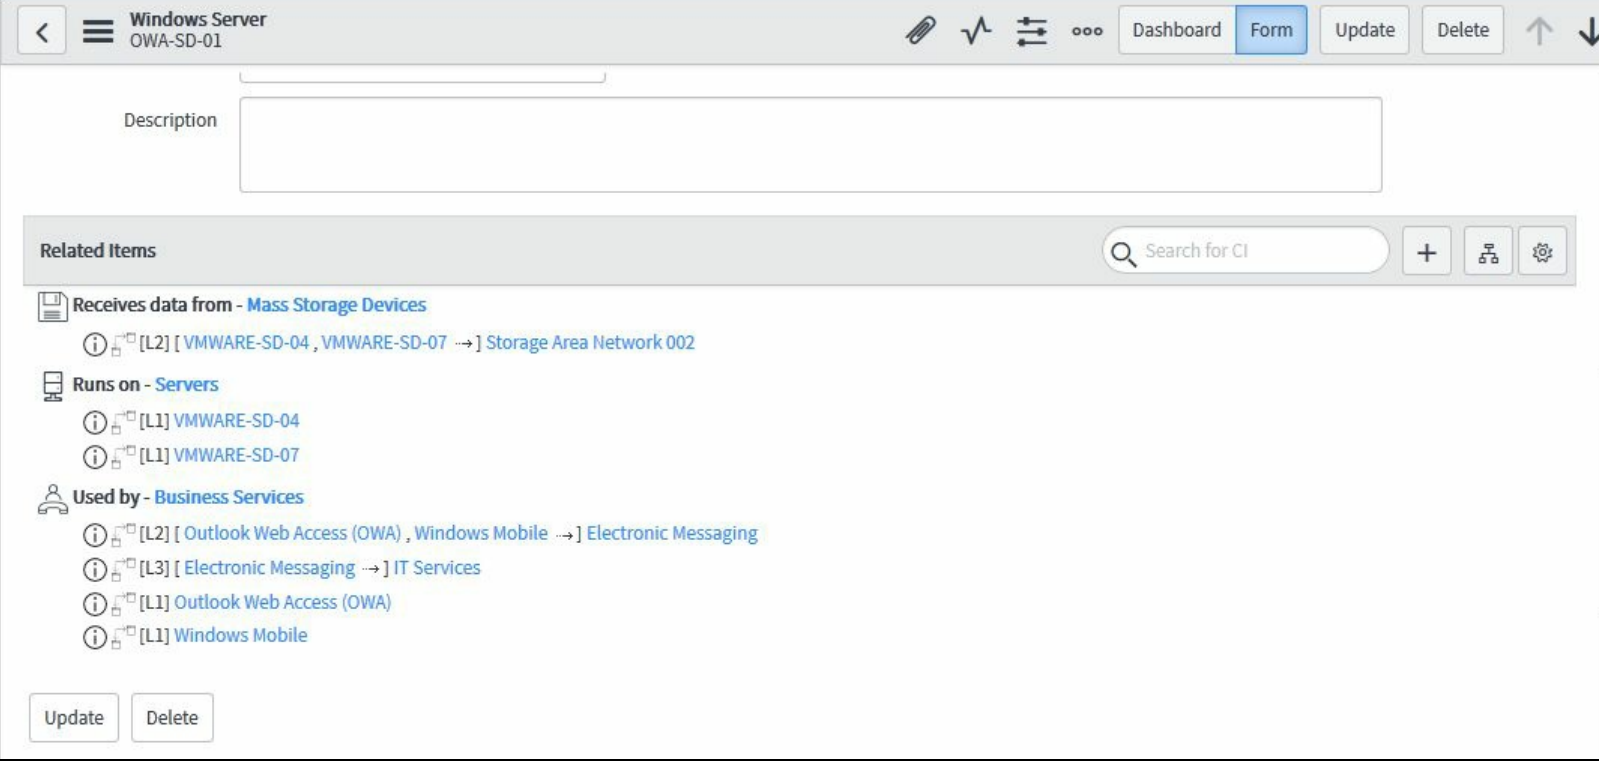 Windows Server
OWA-SD-01
Dashboard Form Update Delete
Description
Related Items Search for CI
Receives data from - Mass Storage Devices
[L2] [ VMWARE-SD-04 , VMWARE-SD-07 ··→ ] Storage Area Network 002
Runs on - Servers
[L1] VMWARE-SD-04
[L1] VMWARE-SD-07
Used by - Business Services
[L2] [ Outlook Web Access (OWA) , Windows Mobile ··→ ] Electronic Messaging
[L3] [ Electronic Messaging ··→ ] IT Services
[L1] Outlook Web Access (OWA)
[L1] Windows Mobile
Update Delete